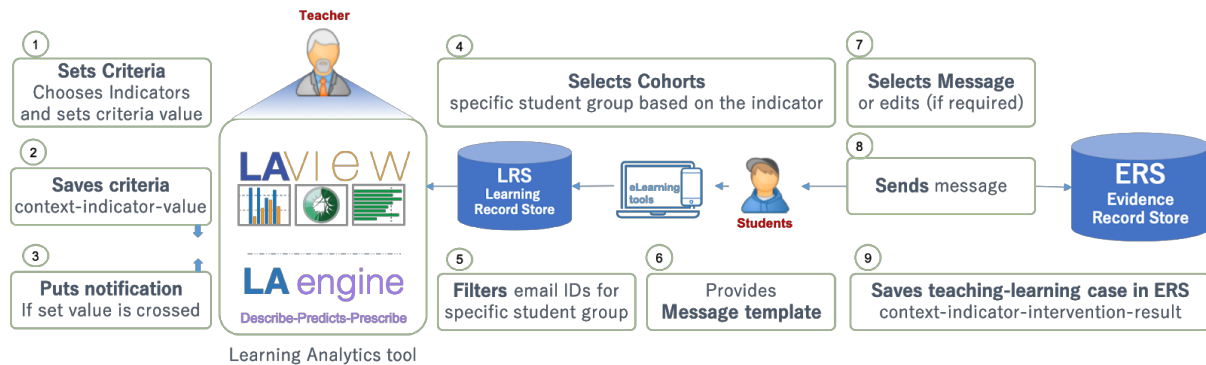 Teacher
1
Sets Criteria
Chooses Indicators
and sets criteria value
2
Saves criteria
context-indicator-value
3
Puts notification
If set value is crossed
LAVIEW
LA engine
Describe-Predicts-Prescribe
Learning Analytics tool
4
Selects Cohorts
specific student group based on the indicator
LRS
Learning
Record Store
eLearning
tools
Students
5
Filters email IDs for
specific student group
6
Provides
Message template
7
Selects Message
or edits (if required)
8
Sends message
ERS
Evidence
Record Store
9
Saves teaching-learning case in ERS
context-indicator-intervention-result